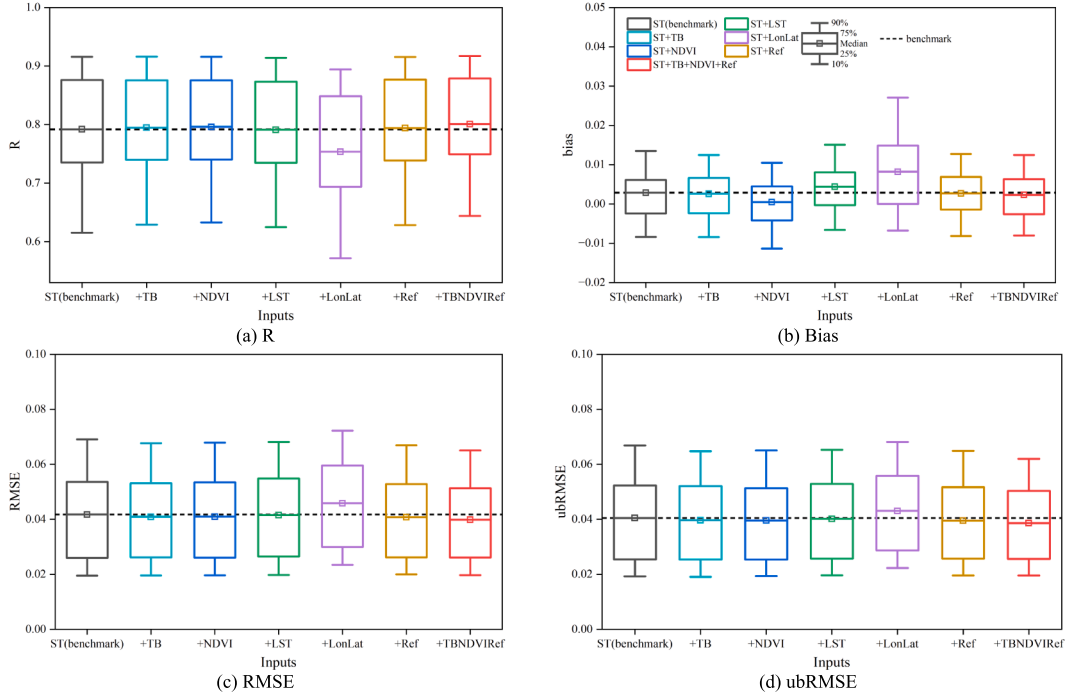 1.0
0.9
0.8
0.7
0.6
R
ST(benchmark) +TB +NDVI +LST +LonLat +Ref +TBNDVIRef
Inputs
(a) R
0.05
0.04
0.03
0.02
0.01
0.00
−0.01
−0.02
bias
ST(benchmark)
ST+TB
ST+NDVI
ST+TB+NDVI+Ref
ST+LST
ST+LonLat
ST+Ref
90%
75%
Median
25%
10%
benchmark
ST(benchmark) +TB +NDVI +LST +LonLat +Ref +TBNDVIRef
Inputs
(b) Bias
0.10
0.08
0.06
0.04
0.02
0.00
RMSE
ST(benchmark) +TB +NDVI +LST +LonLat +Ref +TBNDVIRef
Inputs
(c) RMSE
0.10
0.08
0.06
0.04
0.02
0.00
ubRMSE
ST(benchmark) +TB +NDVI +LST +LonLat +Ref +TBNDVIRef
Inputs
(d) ubRMSE